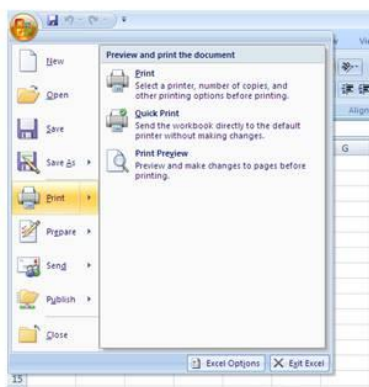 Vi
Align
G
New
Open
Save
Save As
Print
Prepare
Send
Publish
Close
Preview and print the document
Print
Select a printer, number of copies, and
other printing options before printing.
Quick Print
Send the workbook directly to the default
printer without making changes.
Print Preview
Preview and make changes to pages before
printing.
Excel Options
Exit Excel
15